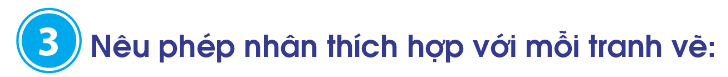 3 Nêu phép nhân thích hợp với mỗi tranh vẽ: